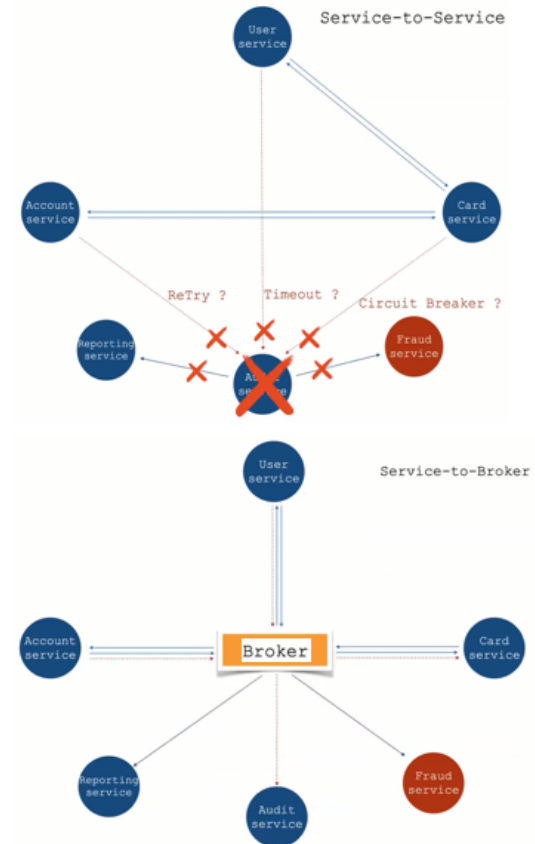 Service-to-Service
User
service
Account
service
Card
service
ReTry ?
Timeout ?
Circuit Breaker ?
Reporting
service
Fraud
service
User
service
Service-to-Broker
Account
service
Broker
Card
service
Reporting
service
Audit
service
Fraud
service